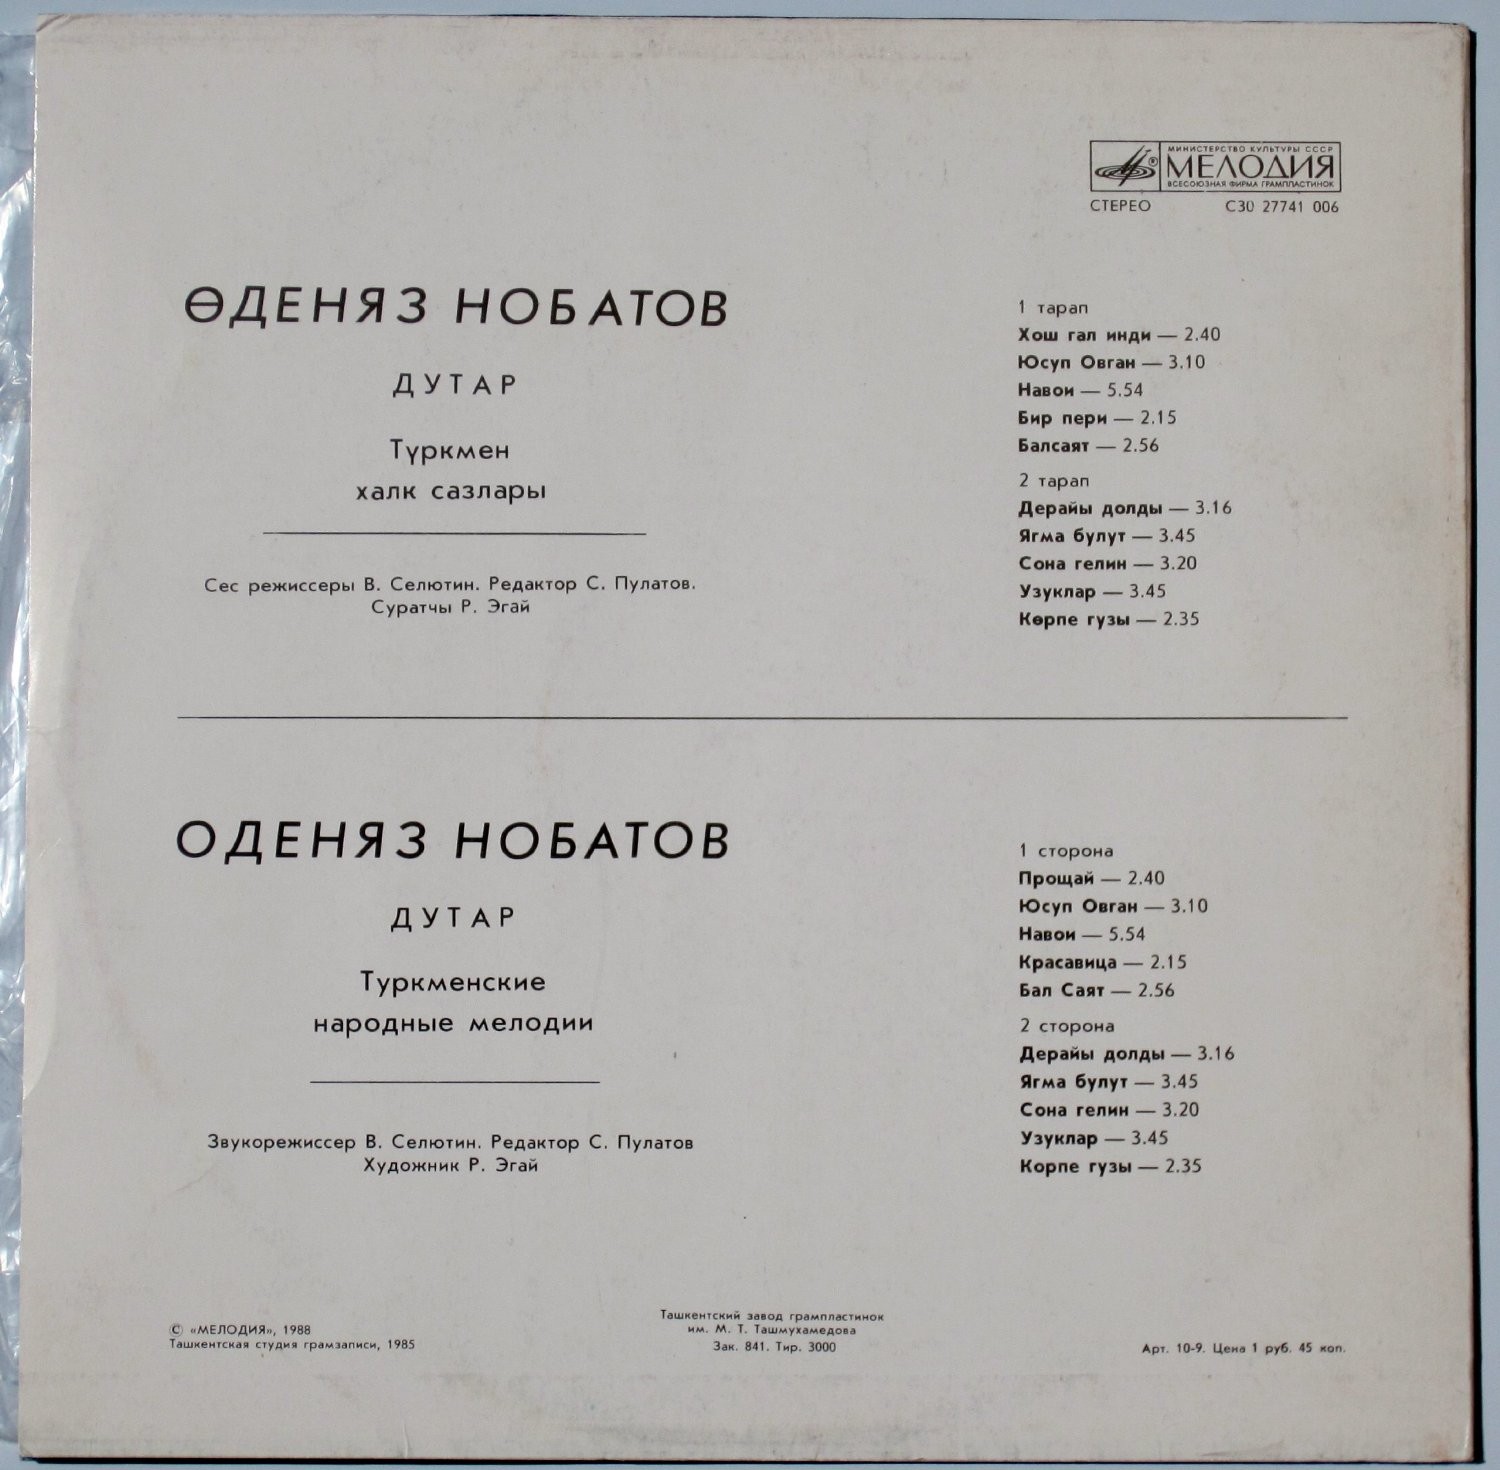 МИНИСТЕРСТВО КУЛЬТУРЫ СССР
МЕЛОДИЯ
ВСЕСОЮЗНАЯ ФИРМА ГРАМПЛАСТИНОК
СТЕРЕО С30 27741 006
ӨДЕНЯЗ НОБАТОВ
ДУТАР
Түркмен
халк сазлары
Сес режиссеры В. Селютин. Редактор С. Пулатов.
Суратчы Р. Эгай
1 тарап
Хош гал инди — 2.40
Юсуп Овган — 3.10
Навои — 5.54
Бир пери — 2.15
Балсаят — 2.56
2 тарап
Дерайы долды — 3.16
Ягма булут — 3.45
Сона гелин — 3.20
Узуклар — 3.45
Көрпе гузы — 2.35
ОДЕНЯЗ НОБАТОВ
ДУТАР
Туркменские
народные мелодии
Звукорежиссер В. Селютин. Редактор С. Пулатов
Художник Р. Эгай
1 сторона
Прощай — 2.40
Юсуп Овган — 3.10
Навои — 5.54
Красавица — 2.15
Бал Саят — 2.56
2 сторона
Дерайы долды — 3.16
Ягма булут — 3.45
Сона гелин — 3.20
Узуклар — 3.45
Корпе гузы — 2.35
© «МЕЛОДИЯ», 1988
Ташкентская студия грамзаписи, 1985
Ташкентский завод грампластинок
им. М. Т. Ташмухамедова
Зак. 841. Тир. 3000
Арт. 10-9. Цена 1 руб. 45 коп.